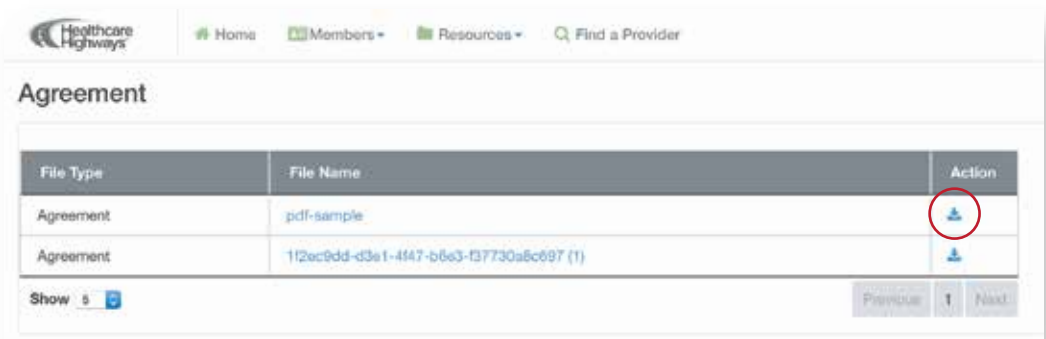 Healthcare
Highways
Home Members Resources Find a Provider
Agreement
File Type File Name Action
Agreement pdf-sample
Agreement 1f2ec9dd-d3e1-4f47-b6e3-f37730a8c697 (1)
Show 5 Previous 1 Next